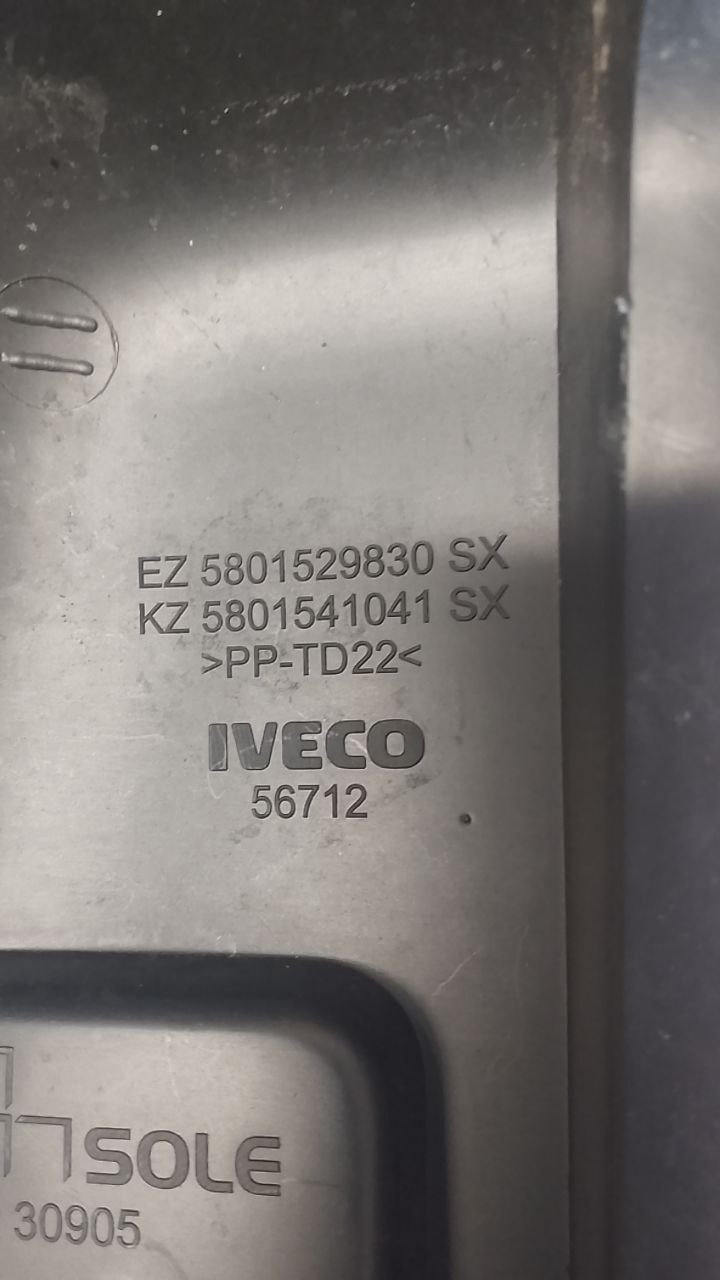 EZ 5801529830 SX
KZ 5801541041 SX
>PP-TD22<
IVECO
56712
SOLE
30905